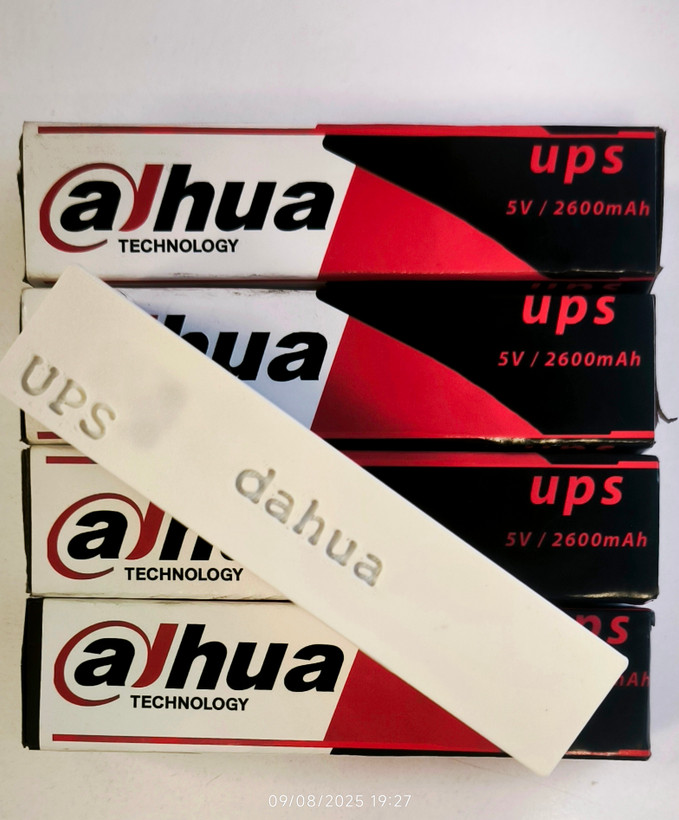 ups
5V / 2600mAh
alhua
TECHNOLOGY
ups
5V / 2600mAh
hua
UPS
dahua
ups
5V / 2600mAh
TECHNOLOGY
ups
alhua
TECHNOLOGY
09/08/2025 19:27